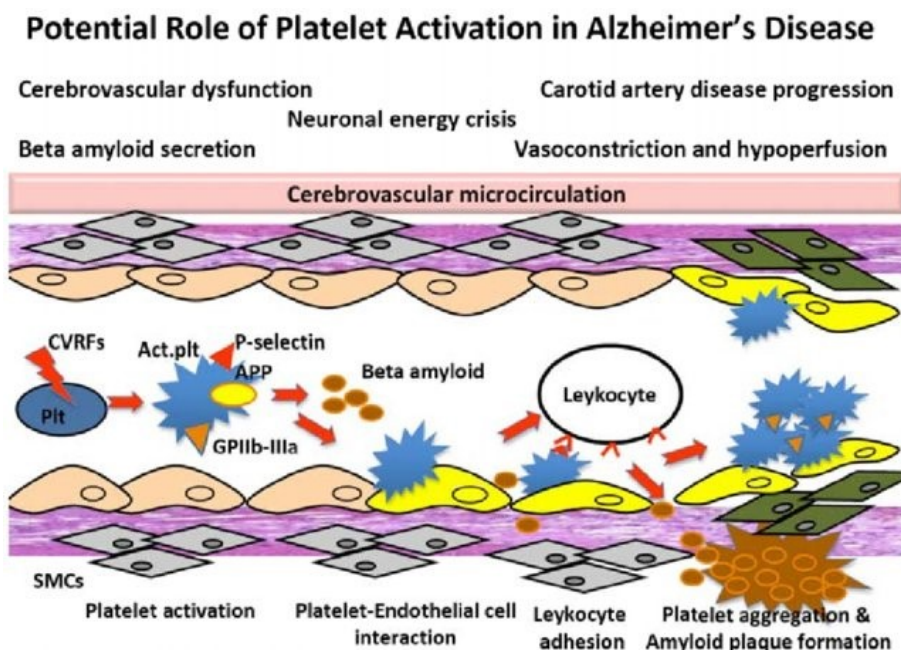 Potential Role of Platelet Activation in Alzheimer's Disease
Cerebrovascular dysfunction
Carotid artery disease progression
Neuronal energy crisis
Beta amyloid secretion
Vasoconstriction and hypoperfusion
Cerebrovascular microcirculation
CVRFs
Act.plt
P-selectin
APP
Beta amyloid
Plt
GPIIb-IIIa
Leykocyte
SMCs
Platelet activation
Platelet-Endothelial cell
interaction
Leykocyte
adhesion
Platelet aggregation &
Amyloid plaque formation